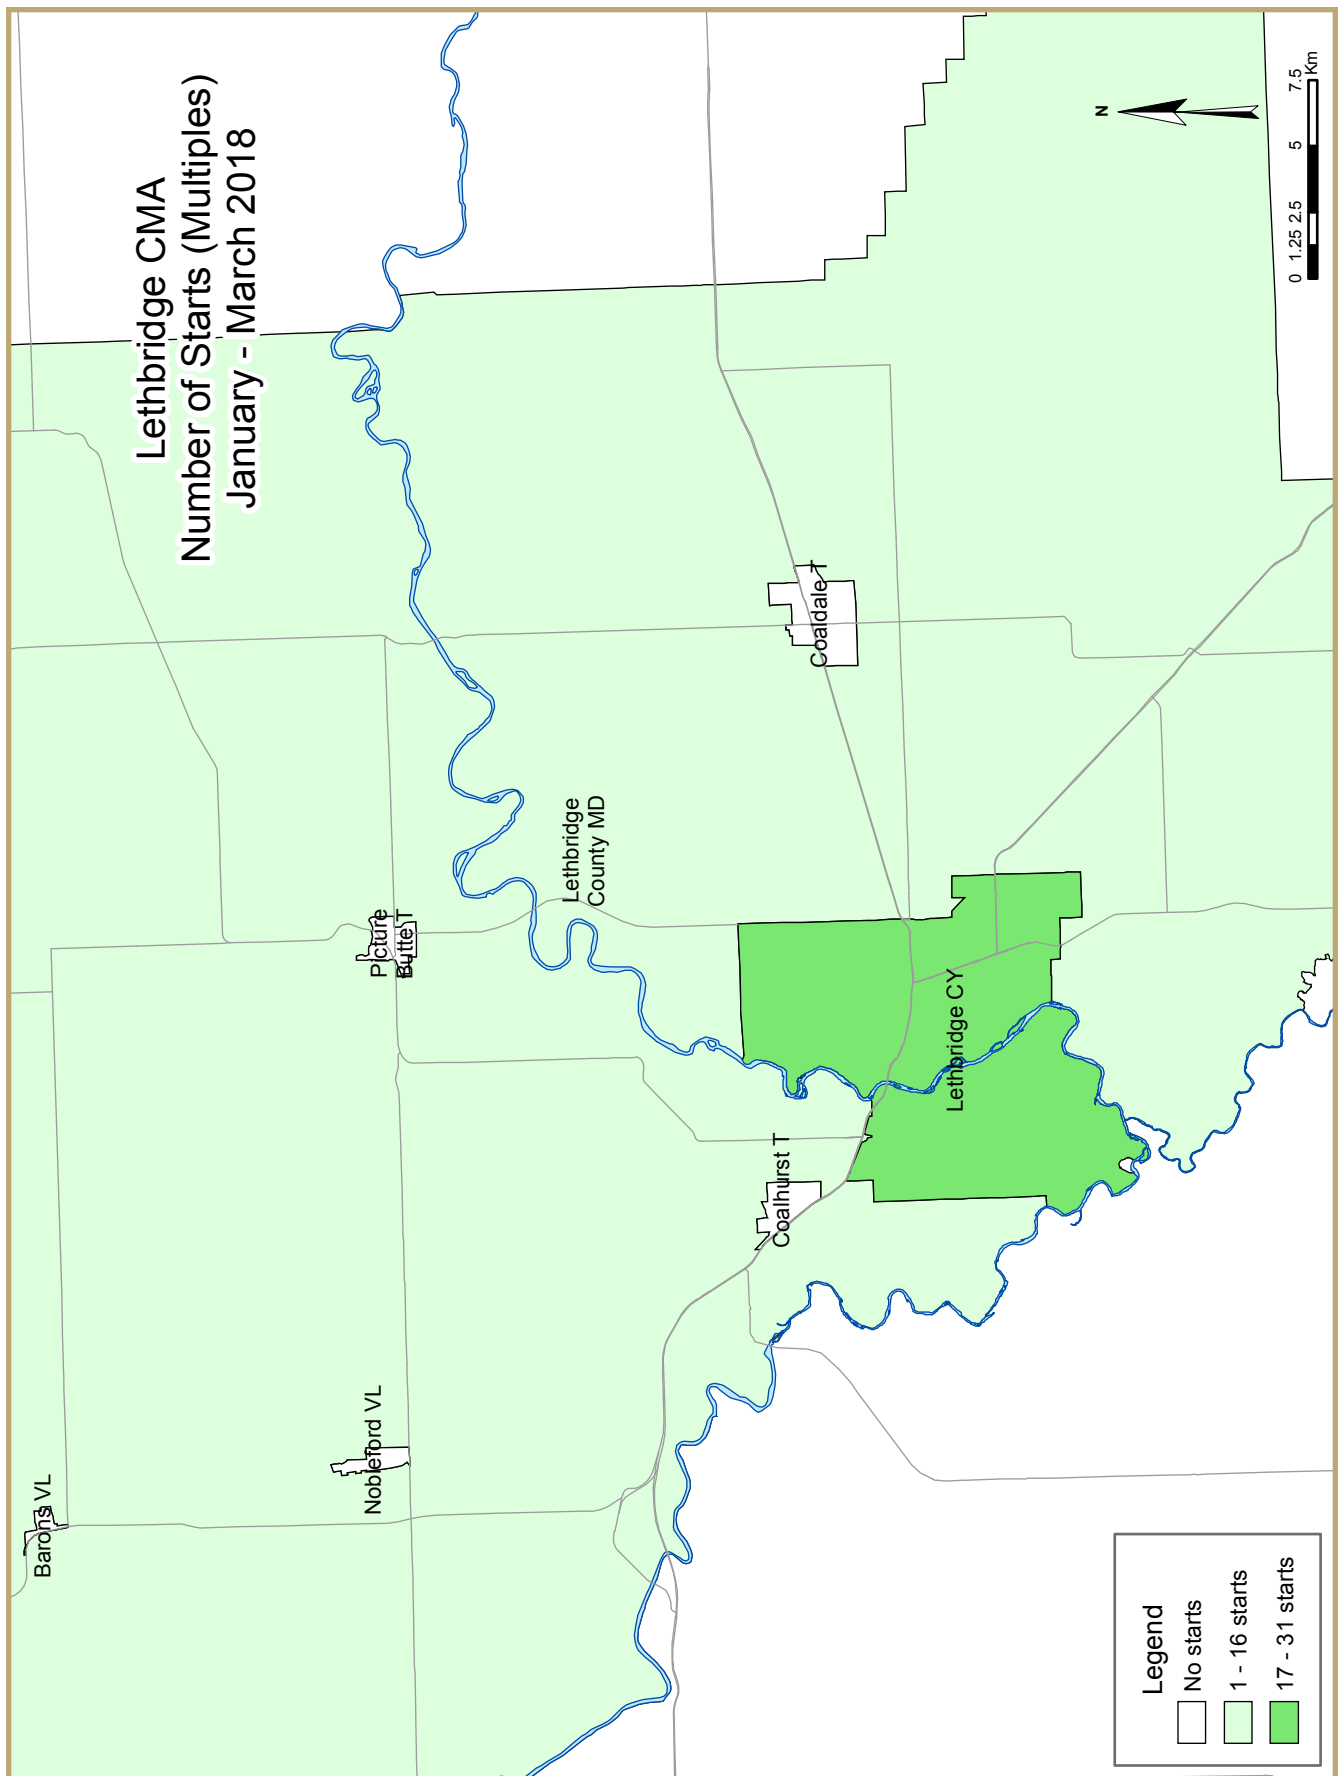 Lethbridge CMA
Number of Starts (Multiples)
January - March 2018
Barons VL
Nobleford VL
Picture
Butte T
Lethbridge
County MD
Coalhurst T
Coaldale T
Lethbridge CY
N
0 1.25 2.5 5 7.5
Km
Legend
No starts
1 - 16 starts
17 - 31 starts